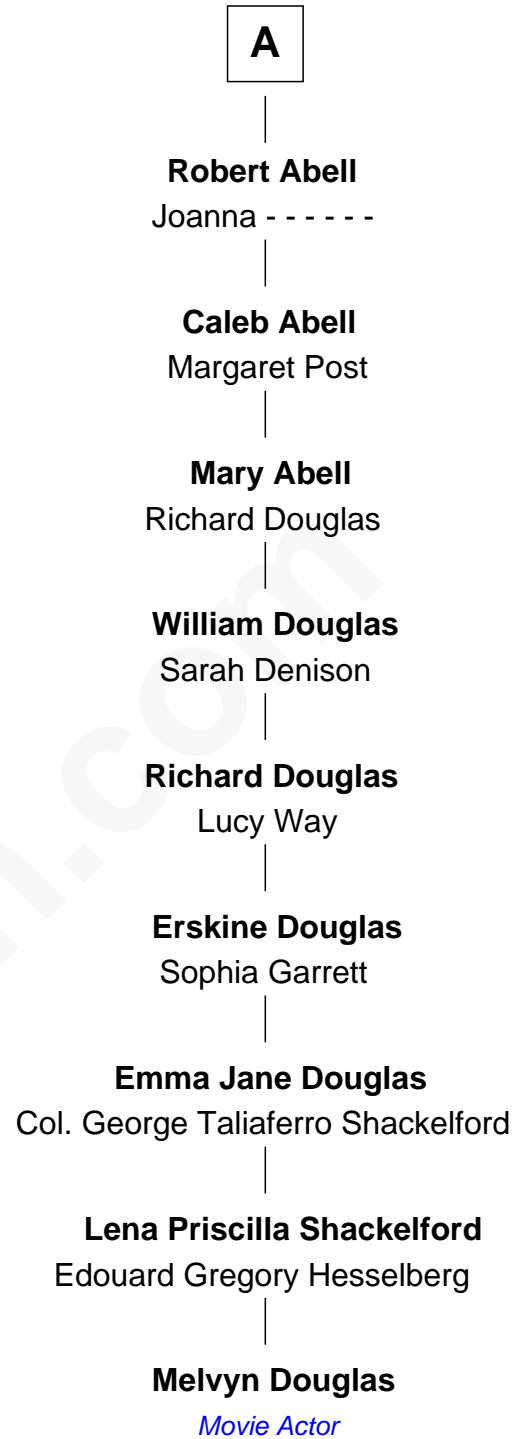 A
Robert Abell
Joanna - - - - - -
Caleb Abell
Margaret Post
Mary Abell
Richard Douglas
William Douglas
Sarah Denison
Richard Douglas
Lucy Way
Erskine Douglas
Sophia Garrett
Emma Jane Douglas
Col. George Taliaferro Shackelford
Lena Priscilla Shackelford
Edouard Gregory Hesselberg
Melvyn Douglas
Movie Actor